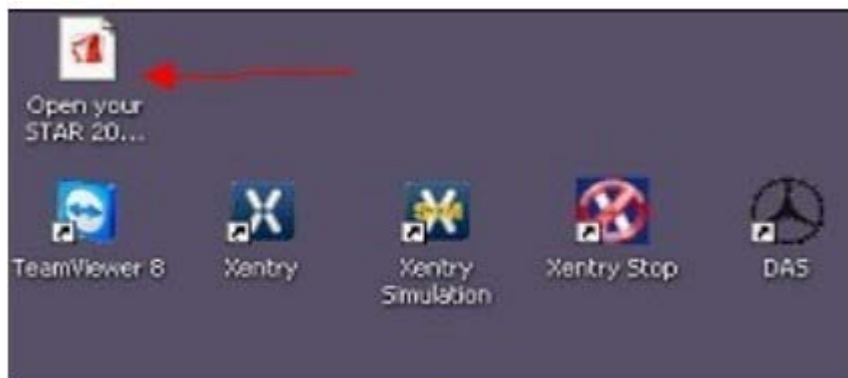 Open your
STAR 20...
TeamViewer 8
Xentry
Xentry
Simulation
Xentry Stop
DAS